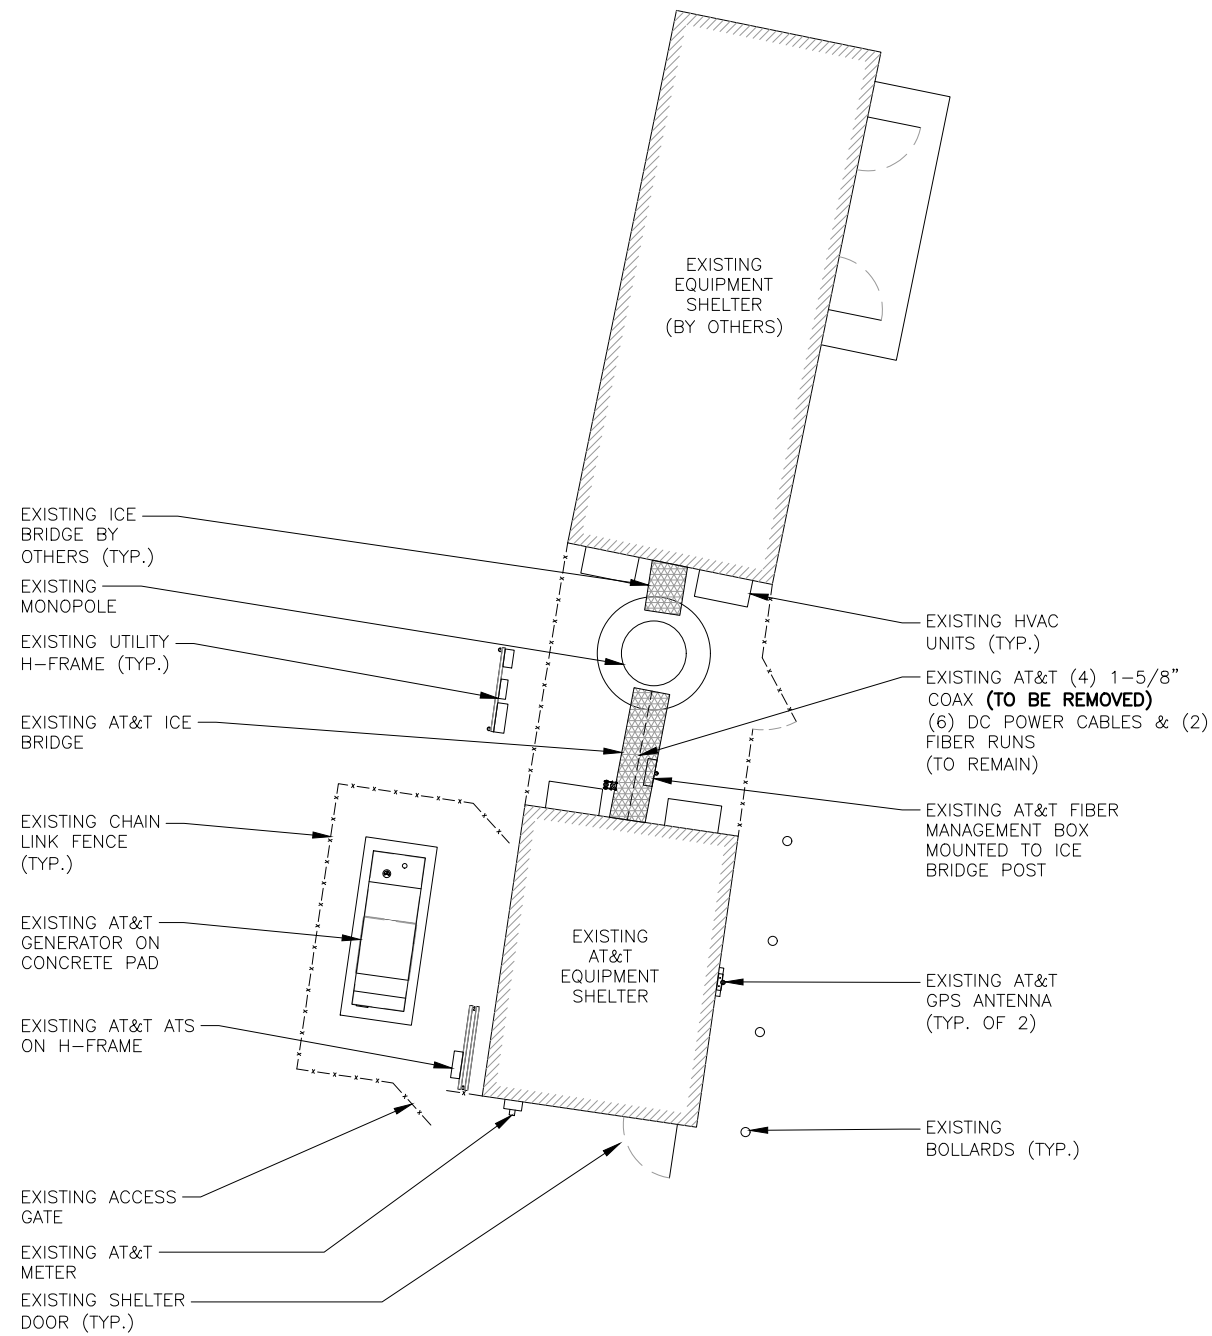 EXISTING
EQUIPMENT
SHELTER
(BY OTHERS)
EXISTING ICE
BRIDGE BY
OTHERS (TYP.)
EXISTING
MONOPOLE
EXISTING UTILITY
H-FRAME (TYP.)
EXISTING AT&T ICE
BRIDGE
EXISTING CHAIN
LINK FENCE
(TYP.)
EXISTING AT&T
GENERATOR ON
CONCRETE PAD
EXISTING AT&T ATS
ON H-FRAME
EXISTING ACCESS
GATE
EXISTING AT&T
METER
EXISTING SHELTER
DOOR (TYP.)
EXISTING
AT&T
EQUIPMENT
SHELTER
EXISTING HVAC
UNITS (TYP.)
EXISTING AT&T (4) 1-5/8"
COAX (TO BE REMOVED)
(6) DC POWER CABLES & (2)
FIBER RUNS
(TO REMAIN)
EXISTING AT&T FIBER
MANAGEMENT BOX
MOUNTED TO ICE
BRIDGE POST
EXISTING AT&T
GPS ANTENNA
(TYP. OF 2)
EXISTING
BOLLARDS (TYP.)